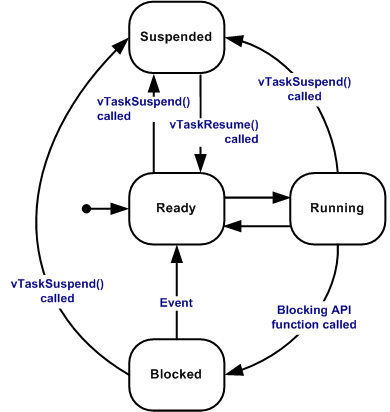 Suspended
vTaskSuspend()
called
vTaskSuspend()
called
vTaskResume()
called
Ready
Running
vTaskSuspend()
called
Event
Blocking API
function called
Blocked